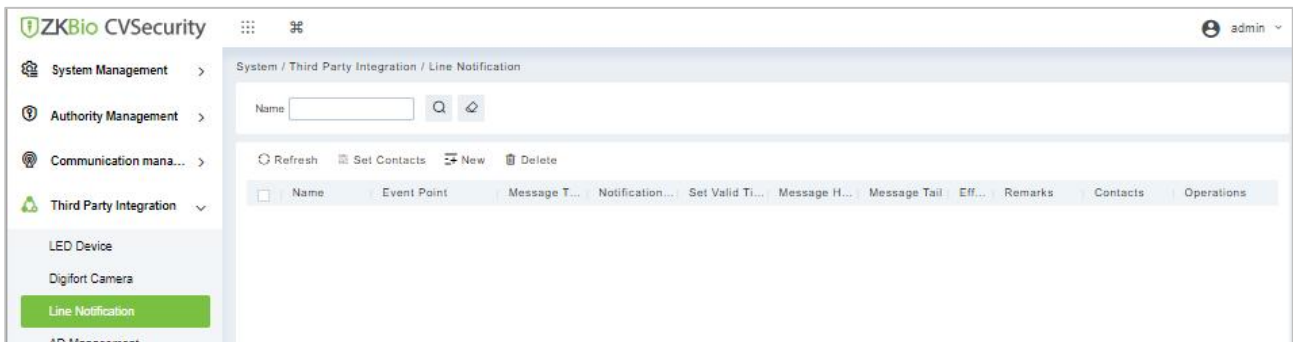 ZKBio CVSecurity
admin
System Management
System / Third Party Integration / Line Notification
Authority Management
Name
Communication mana...
Refresh Set Contacts New Delete
Name Event Point Message T... Notification... Set Valid Ti... Message H... Message Tail Eff... Remarks Contacts Operations
Third Party Integration
LED Device
Digifort Camera
Line Notification
AD Management